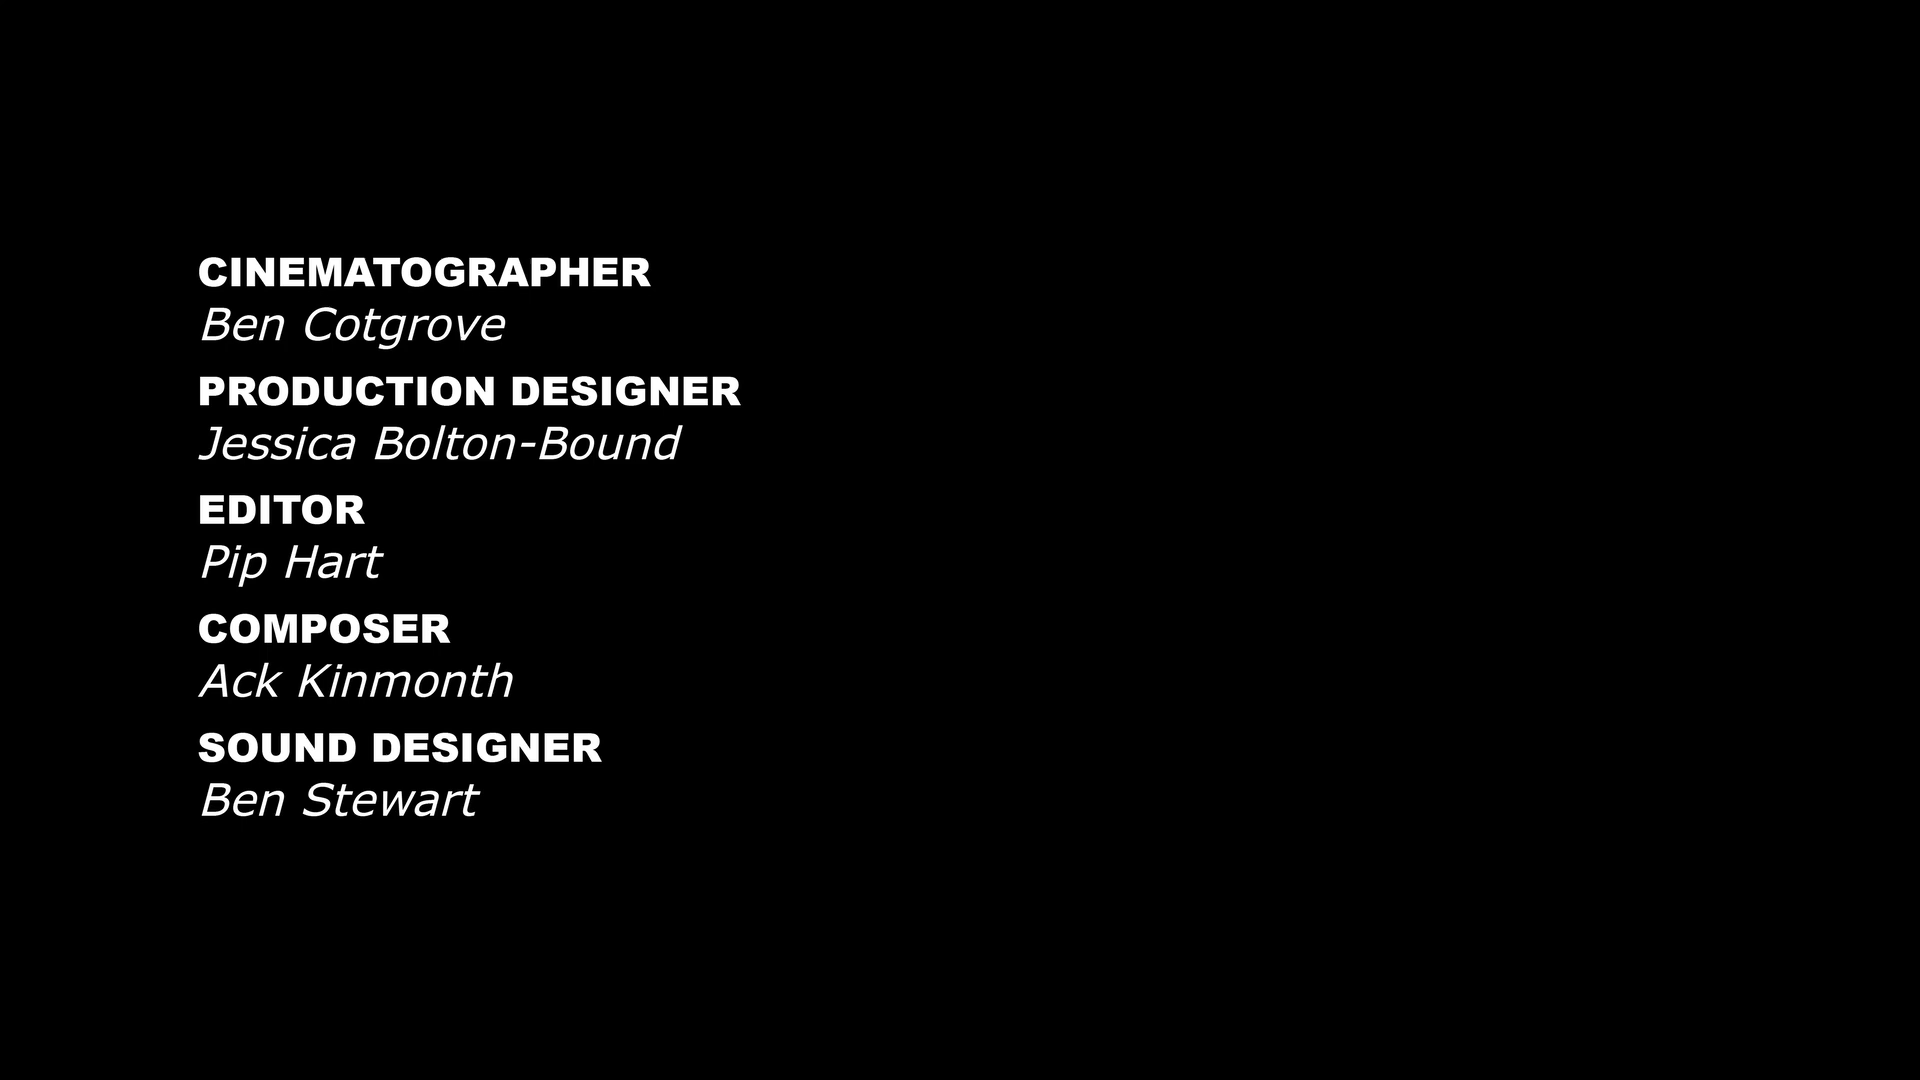 CINEMATOGRAPHER
Ben Cotgrove
PRODUCTION DESIGNER
Jessica Bolton-Bound
EDITOR
Pip Hart
COMPOSER
Ack Kinmonth
SOUND DESIGNER
Ben Stewart